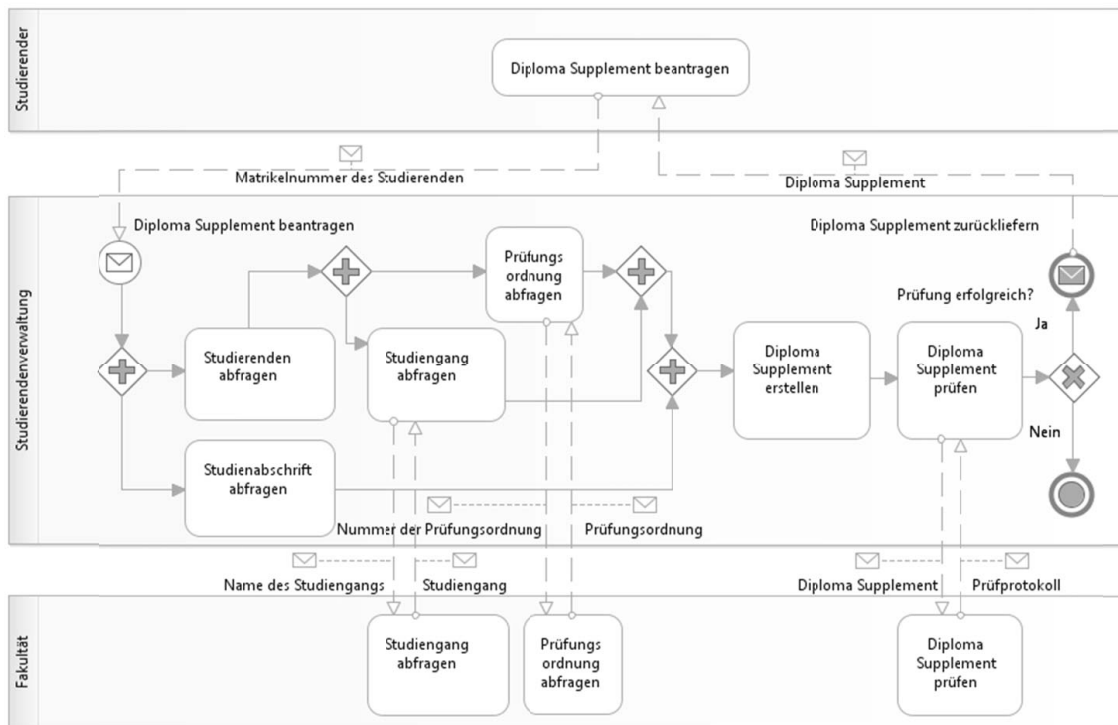 Studierender
Diploma Supplement beantragen
Matrikelnummer des Studierenden
Diploma Supplement
Studierendenverwaltung
Diploma Supplement beantragen
Diploma Supplement zurückliefern
Prüfungs
ordnung
abfragen
Prüfung erfolgreich?
Ja
Studierenden
abfragen
Studiengang
abfragen
Diploma
Supplement
erstellen
Diploma
Supplement
prüfen
Nein
Studienabschrift
abfragen
Nummer der Prüfungsordnung
Prüfungsordnung
Name des Studiengangs
Studiengang
Diploma Supplement
Prüfprotokoll
Fakultät
Studiengang
abfragen
Prüfungs
ordnung
abfragen
Diploma
Supplement
prüfen